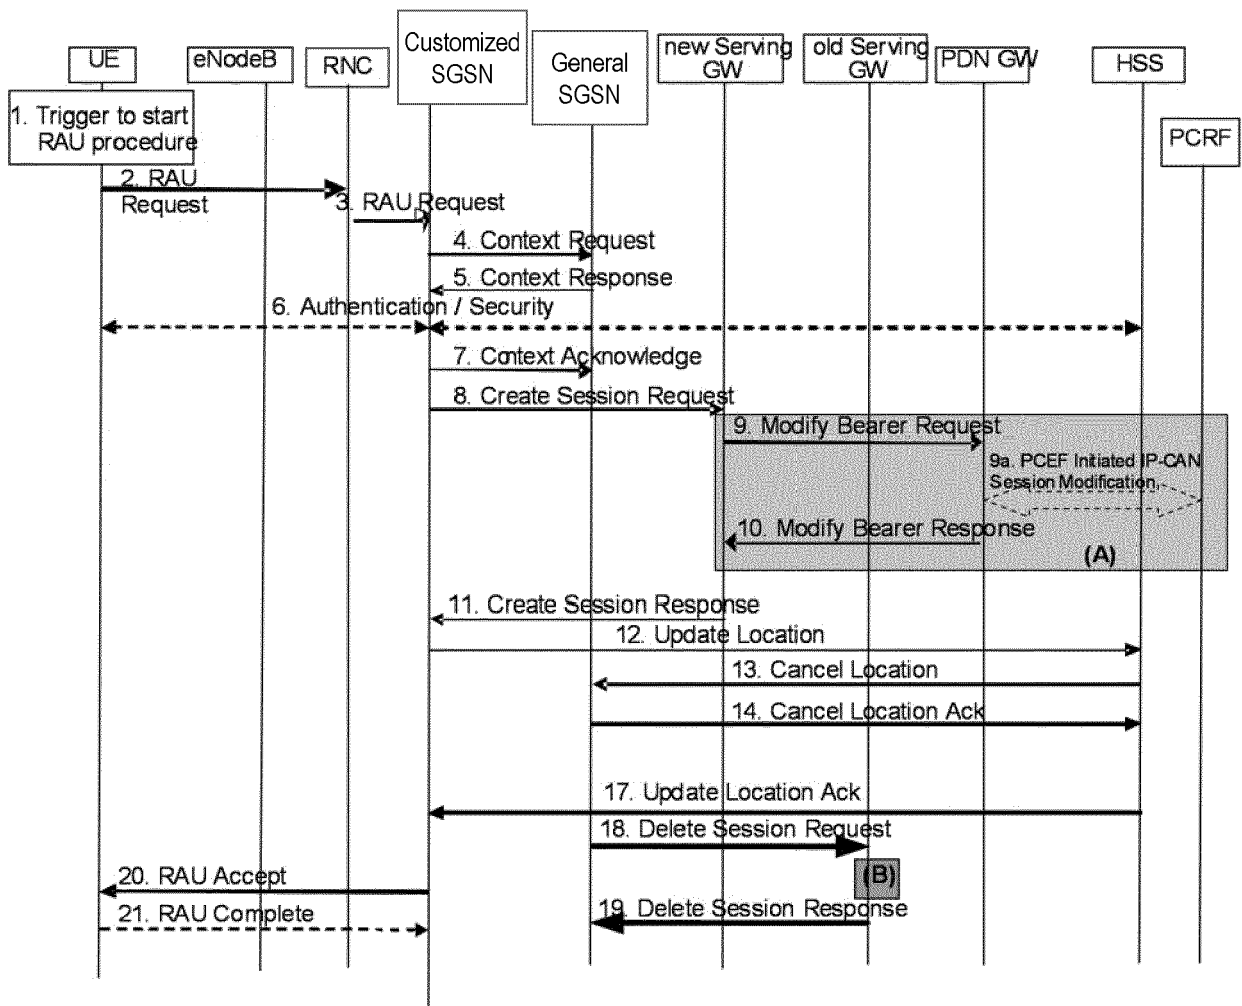 UE
eNodeB
RNC
Customized
SGSN
General
SGSN
new Serving
GW
old Serving
GW
PDN GW
HSS
PCRF
1. Trigger to start
RAU procedure
2. RAU
Request
3. RAU Request
4. Context Request
5. Context Response
6. Authentication / Security
7. Context Acknowledge
8. Create Session Request
9. Modify Bearer Request
9a. PCEF Initiated IP-CAN
Session Modification
10. Modify Bearer Response
(A)
11. Create Session Response
12. Update Location
13. Cancel Location
14. Cancel Location Ack
17. Update Location Ack
18. Delete Session Request
(B)
20. RAU Accept
19. Delete Session Response
21. RAU Complete